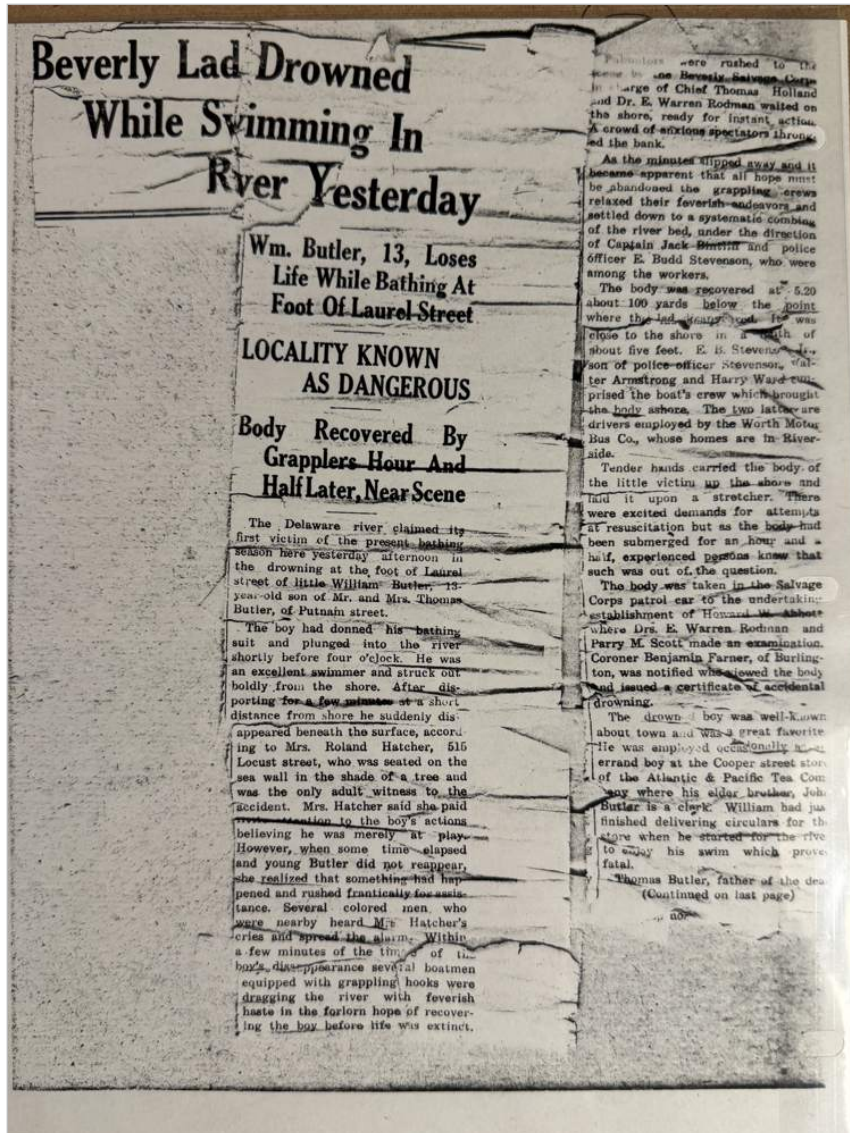 Beverly Lad Drowned
While Swimming In
Rver Yesterday
Wm. Butler, 13, Loses
Life While Bathing At
Foot Of Laurel Street
LOCALITY KNOWN
AS DANGEROUS
Body Recovered By
Grapplers Hour And
Half Later, Near Scene
The Delaware river claimed its
first victim of the present bathing
season here yesterday afternoon in
the drowning at the foot of Laurel
street of little William Butler, 13-
year-old son of Mr. and Mrs. Thomas
Butler, of Putnam street.
The boy had donned his bathing
suit and plunged into the river
shortly before four o'clock. He was
an excellent swimmer and struck out
boldly from the shore. After dis-
porting for a few minutes at a short
distance from shore he suddenly dis-
appeared beneath the surface, accord-
ing to Mrs. Roland Hatcher, 515
Locust street, who was seated on the
sea wall in the shade of a tree and
was the only adult witness to the
accident. Mrs. Hatcher said she paid
attention to the boy's actions
believing he was merely at play.
However, when some time elapsed
and young Butler did not reappear,
she realized that something had hap-
pened and rushed frantically for assis-
tance. Several colored men who
were nearby heard Mrs Hatcher's
cries and spread the alarm. Within
a few minutes of the time of the
boy's disappearance several boatmen
equipped with grappling hooks were
dragging the river with feverish
haste in the forlorn hope of recover-
ing the boy before life was extinct.
Pulmotors were rushed to the
scene by the Beverly Salvage Corps
in charge of Chief Thomas Holland
and Dr. E. Warren Rodman waited on
the shore, ready for instant action.
A crowd of anxious spectators throng-
ed the bank.
As the minutes slipped away and it
became apparent that all hope must
be abandoned the grappling crews
relaxed their feverish endeavors and
settled down to a systematic combing
of the river bed, under the direction
of Captain Jack and police
officer E. Budd Stevenson, who were
among the workers.
The body was recovered at 5.20
about 100 yards below the point
where the lad disappeared. It was
close to the shore in a depth of
about five feet. E. B. Stevenson Jr.,
son of police officer Stevenson, Wal-
ter Armstrong and Harry Ward com-
prised the boat's crew which brought
the body ashore. The two latter are
drivers employed by the Worth Motor
Bus Co., whose homes are in River-
side.
Tender hands carried the body of
the little victim up the shore and
laid it upon a stretcher. There
were excited demands for attempts
at resuscitation but as the body had
been submerged for an hour and a
half, experienced persons knew that
such was out of the question.
The body was taken in the Salvage
Corps patrol car to the undertaking
establishment of Howard W. Abbott
where Drs. E. Warren Rodman and
Parry M. Scott made an examination.
Coroner Benjamin Farner, of Burling-
ton, was notified who viewed the body
and issued a certificate of accidental
drowning.
The drown d boy was well-known
about town and was a great favorite
He was employed occasionally as an
errand boy at the Cooper street store
of the Atlantic & Pacific Tea Com
any where his elder brother, John
Butler is a clerk. William had jus
finished delivering circulars for th
store when he started for the rive
to enjoy his swim which prove
fatal.
Thomas Butler, father of the dea
(Continued on last page)